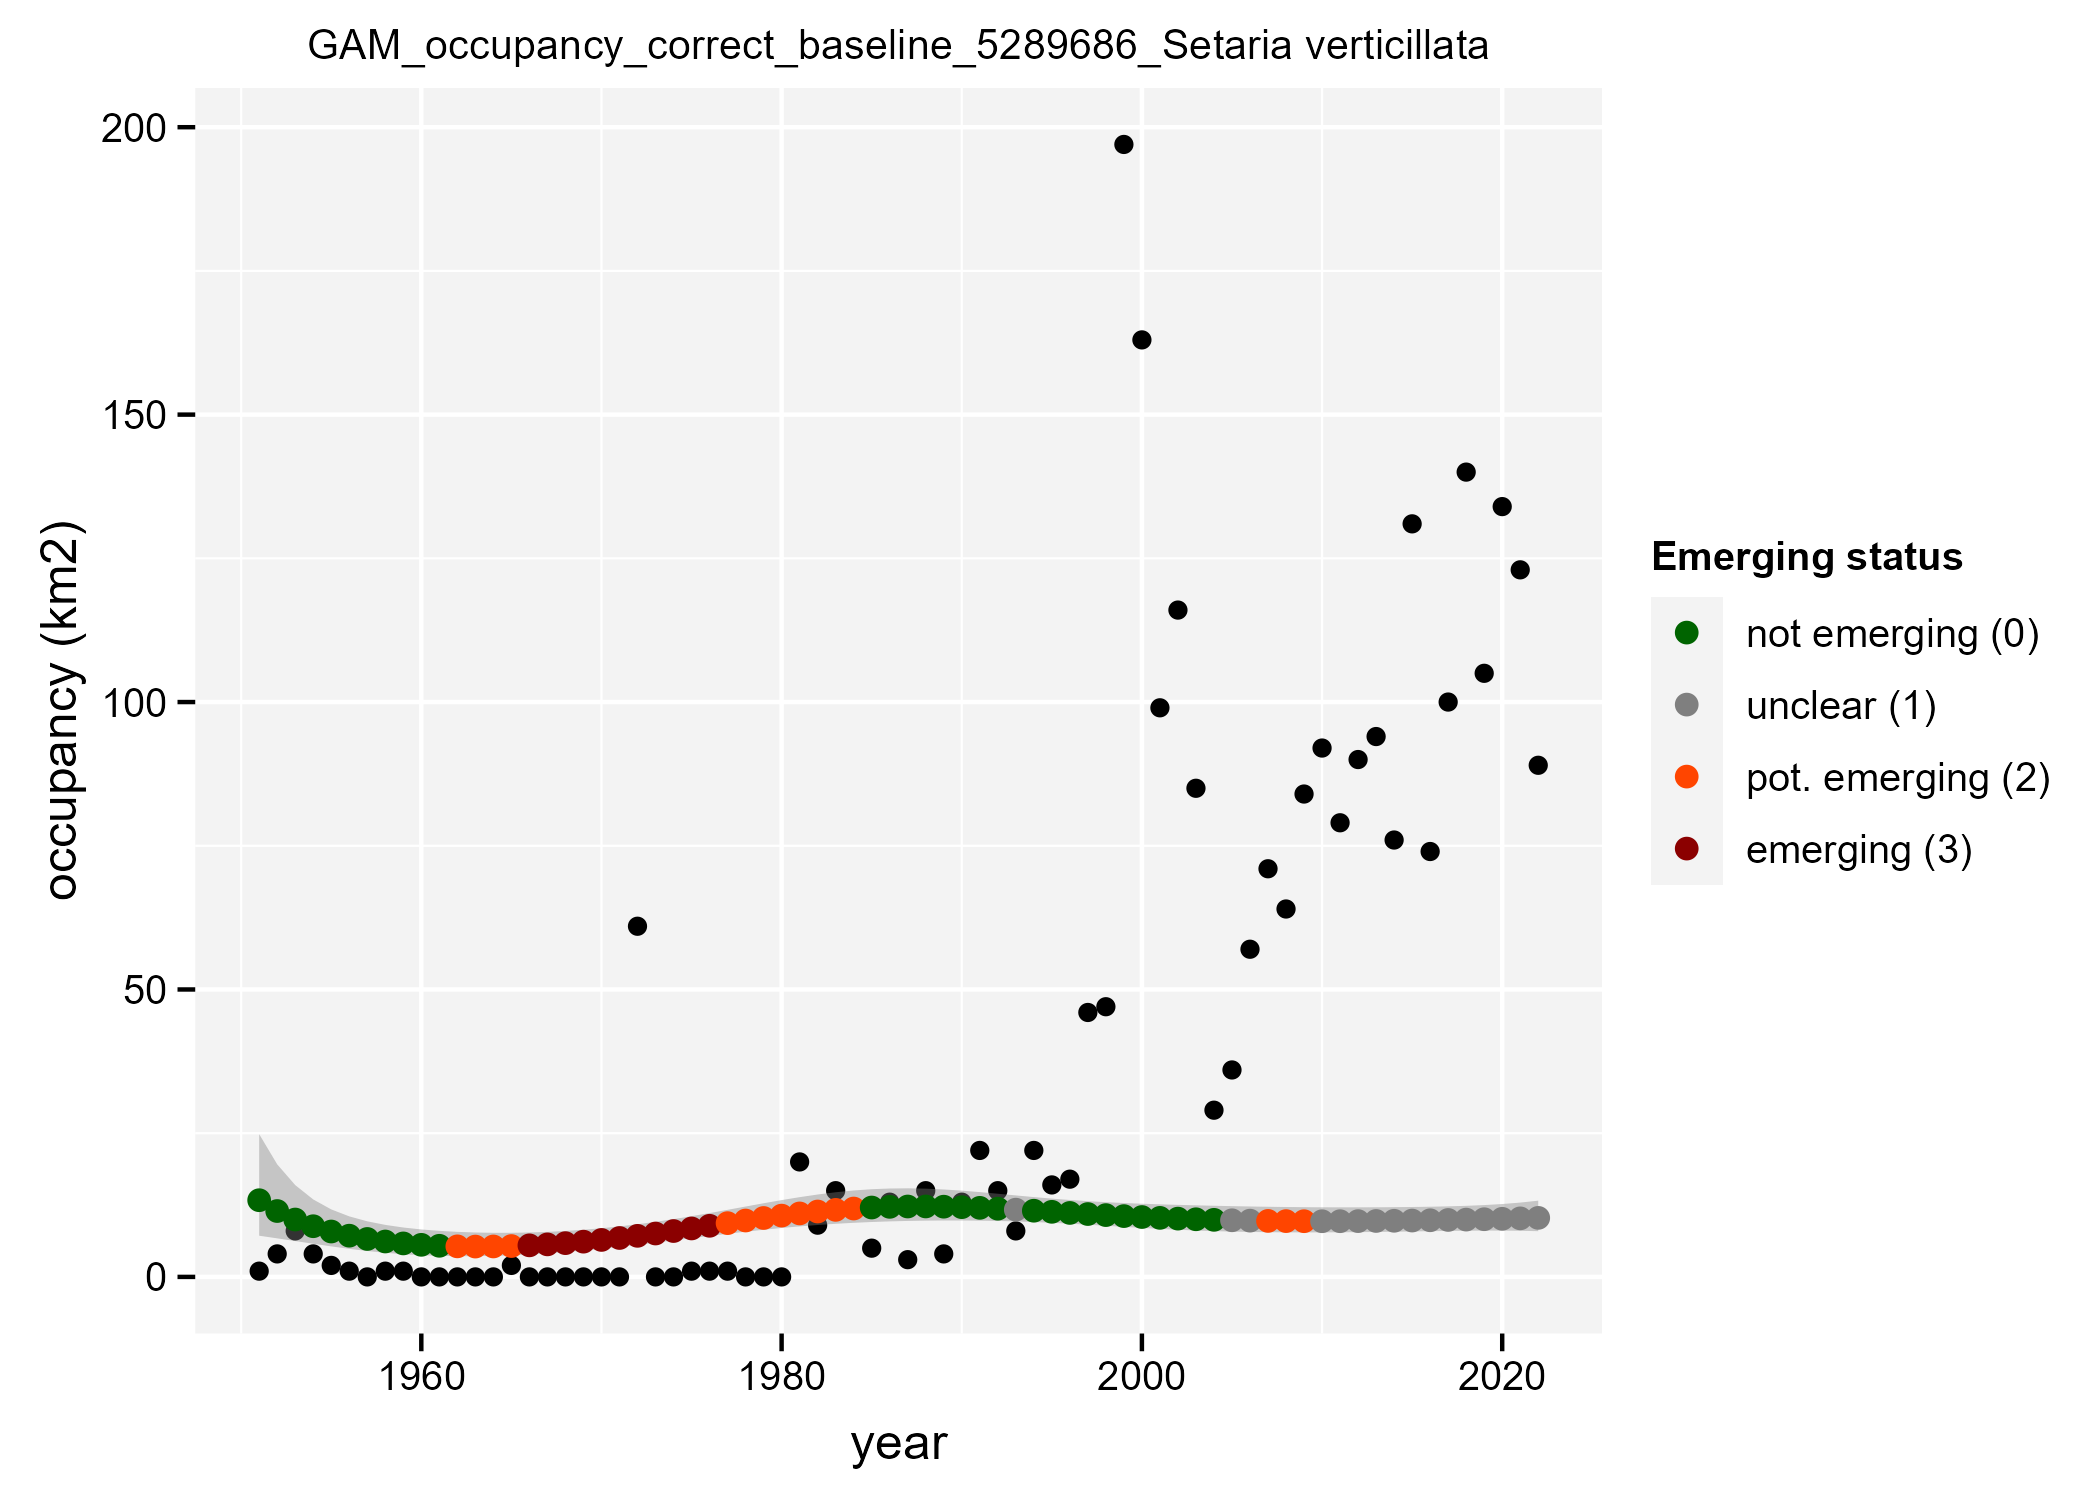 GAM_occupancy_correct_baseline_5289686_Setaria verticillata
200
150
100
50
0
occupancy (km2)
1960
1980
2000
2020
year
Emerging status
not emerging (0)
unclear (1)
pot. emerging (2)
emerging (3)